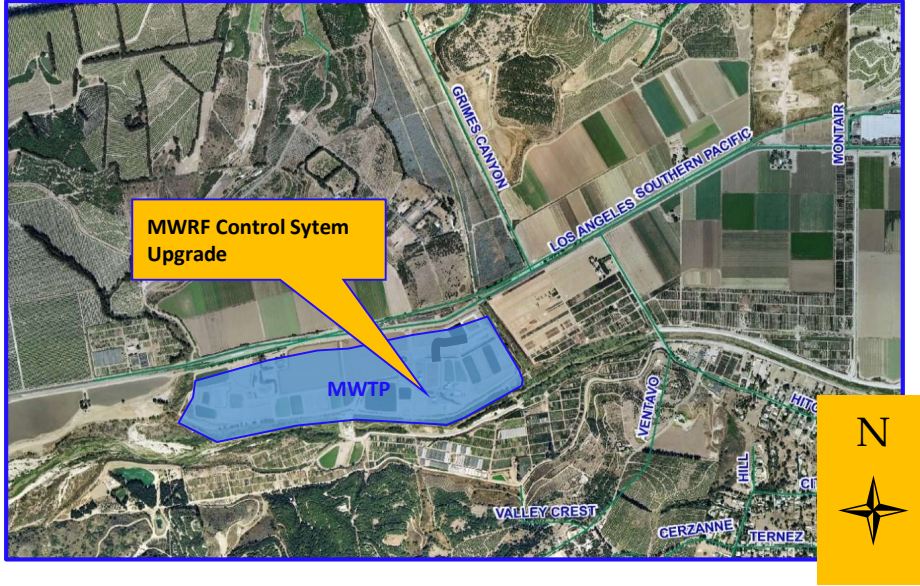 GRIMES CANYON
MONTAIR
LOS ANGELES SOUTHERN PACIFIC
MWRF Control Sytem
Upgrade
MWTP
VENTAVO
HILL
VALLEY CREST
CERZANNE
TERNEZ
N